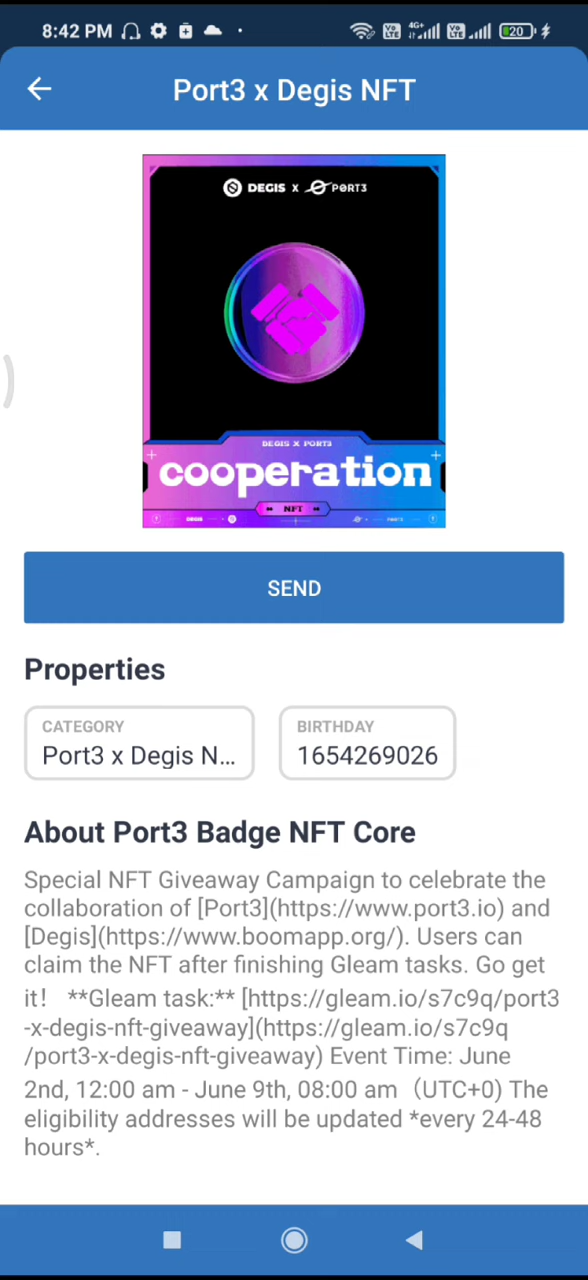 8:42 PM
4G+
20
Port3 x Degis NFT
DEGIS X PORT3
DEGIS X PORT3
cooperation
NFT
SEND
Properties
CATEGORY
Port3 x Degis N...
BIRTHDAY
1654269026
About Port3 Badge NFT Core
Special NFT Giveaway Campaign to celebrate the
collaboration of [Port3](https://www.port3.io) and
[Degis](https://www.boomapp.org/). Users can
claim the NFT after finishing Gleam tasks. Go get
it！ **Gleam task:** [https://gleam.io/s7c9q/port3
-x-degis-nft-giveaway](https://gleam.io/s7c9q
/port3-x-degis-nft-giveaway) Event Time: June
2nd, 12:00 am - June 9th, 08:00 am（UTC+0) The
eligibility addresses will be updated *every 24-48
hours*.